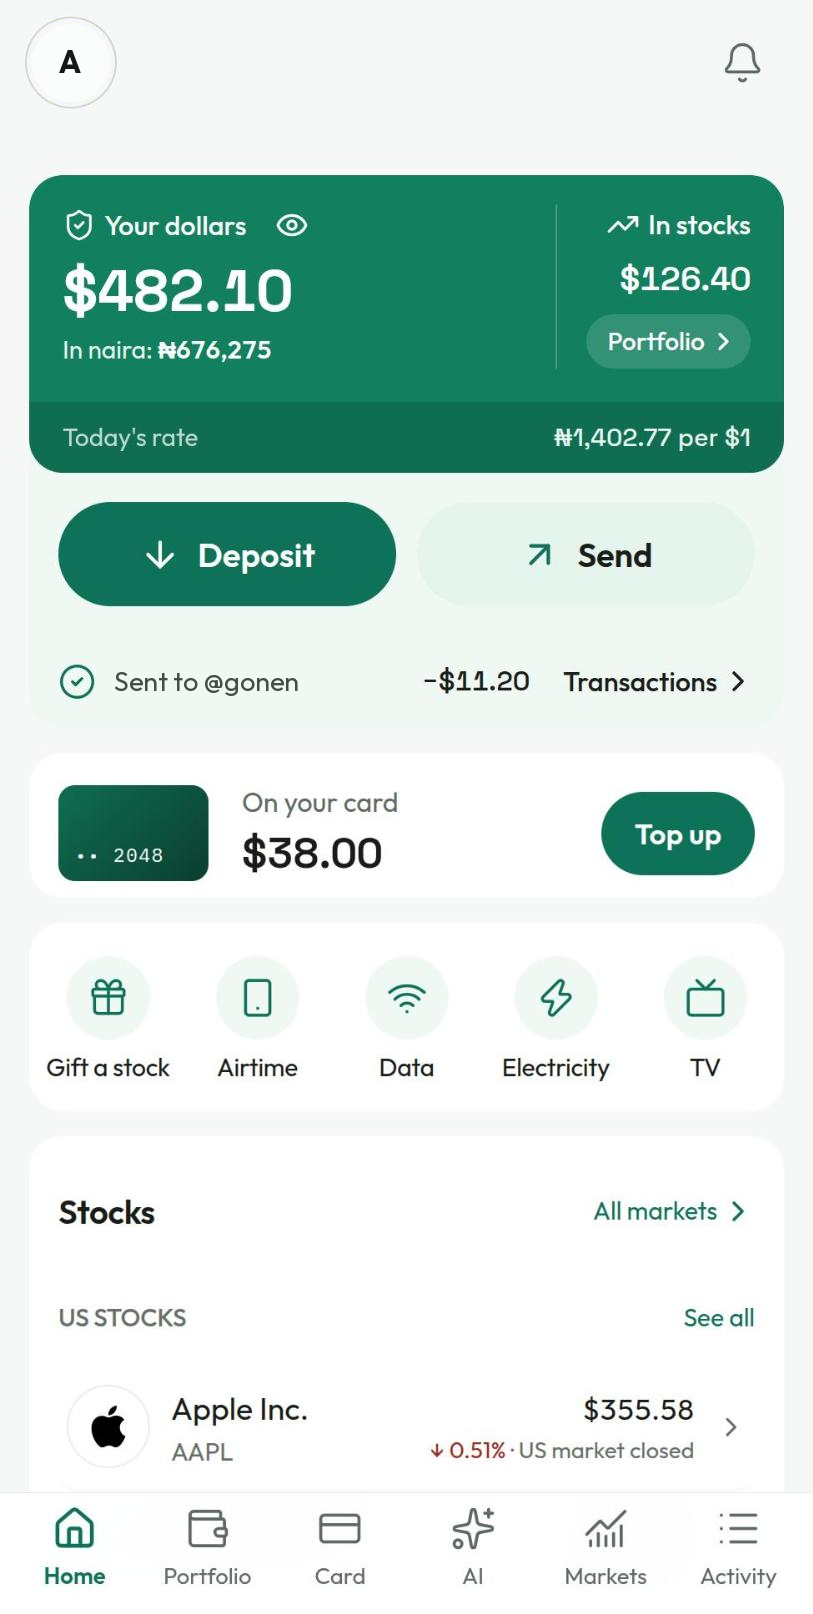 A
Your dollars
In stocks
$482.10
$126.40
In naira: ₦676,275
Portfolio
Today's rate
₦1,402.77 per $1
Deposit
Send
Sent to @gonen
-$11.20
Transactions
On your card
$38.00
Top up
•• 2048
Gift a stock
Airtime
Data
Electricity
TV
Stocks
All markets
US STOCKS
See all
Apple Inc.
$355.58
AAPL
↓ 0.51% · US market closed
Home
Portfolio
Card
AI
Markets
Activity